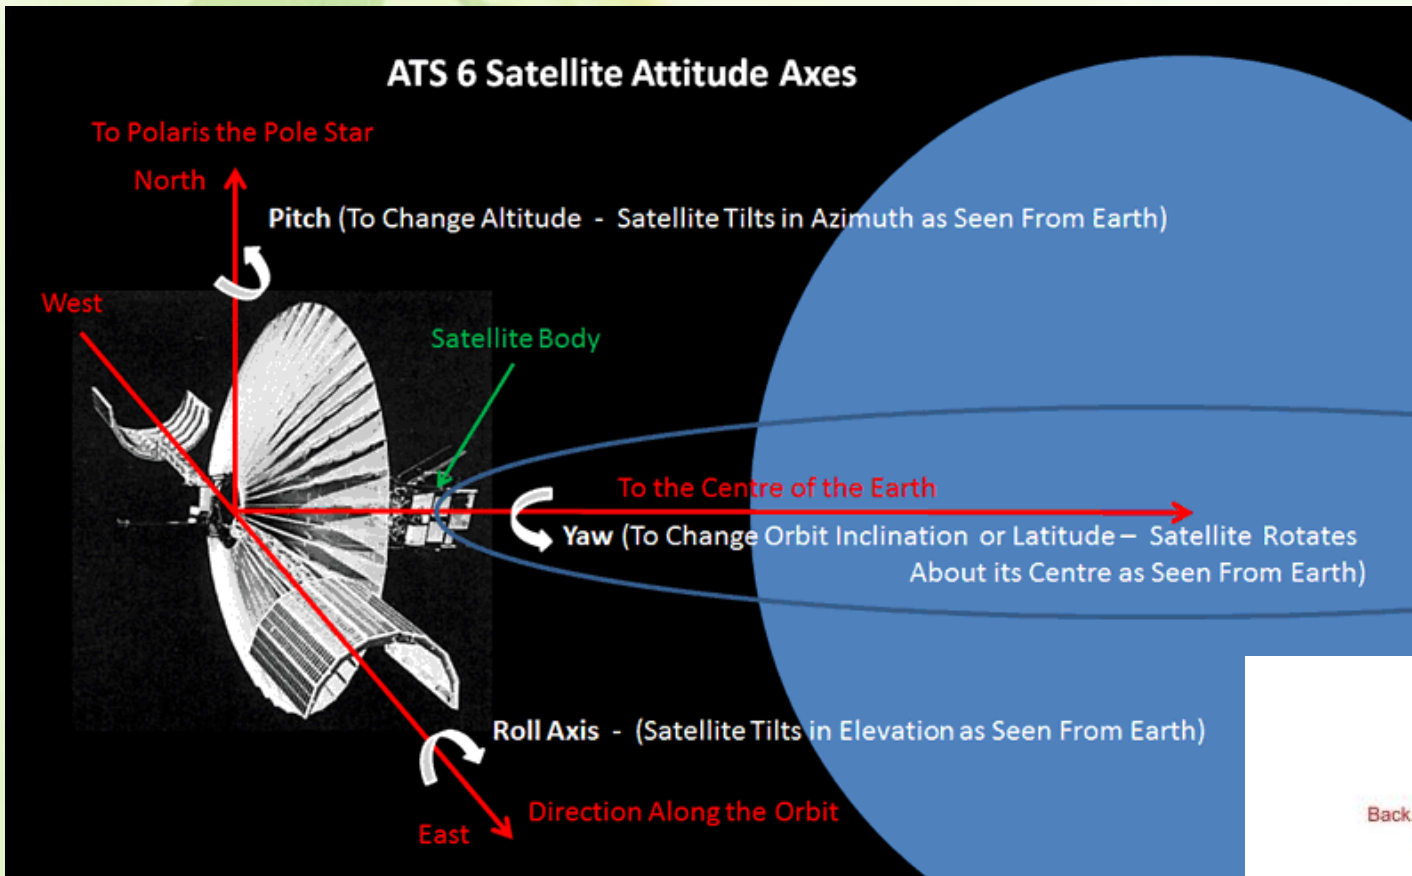 ATS 6 Satellite Attitude Axes
To Polaris the Pole Star
North
Pitch (To Change Altitude - Satellite Tilts in Azimuth as Seen From Earth)
West
Satellite Body
To the Centre of the Earth
Yaw (To Change Orbit Inclination or Latitude – Satellite Rotates
About its Centre as Seen From Earth)
Roll Axis - (Satellite Tilts in Elevation as Seen From Earth)
Direction Along the Orbit
East
Back